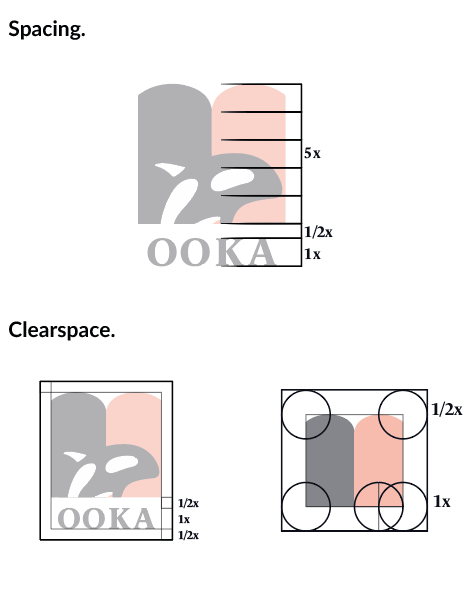 Spacing.
5x
1/2x
OOKA
1x
Clearspace.
1/2x
1x
1/2x
1x
OOKA
1/2x